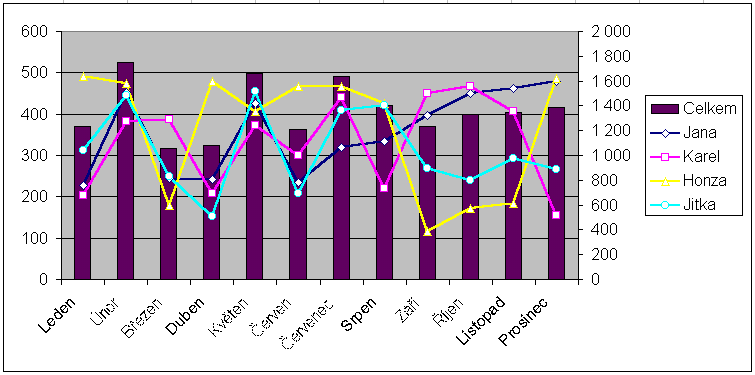 600
500
400
300
200
100
0
2 000
1 800
1 600
1 400
1 200
1 000
800
600
400
200
0
Leden
Únor
Březen
Duben
Květen
Červen
Červenec
Srpen
Září
Říjen
Listopad
Prosinec
Celkem
Jana
Karel
Honza
Jitka